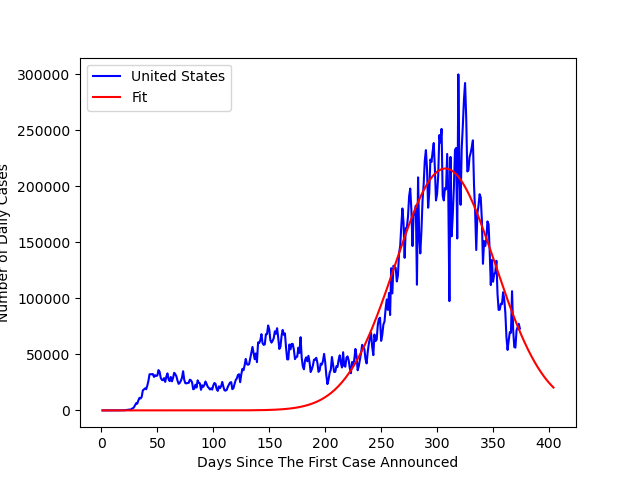 United States
Fit
300000
250000
200000
150000
100000
50000
0
Number of Daily Cases
0 50 100 150 200 250 300 350 400
Days Since The First Case Announced